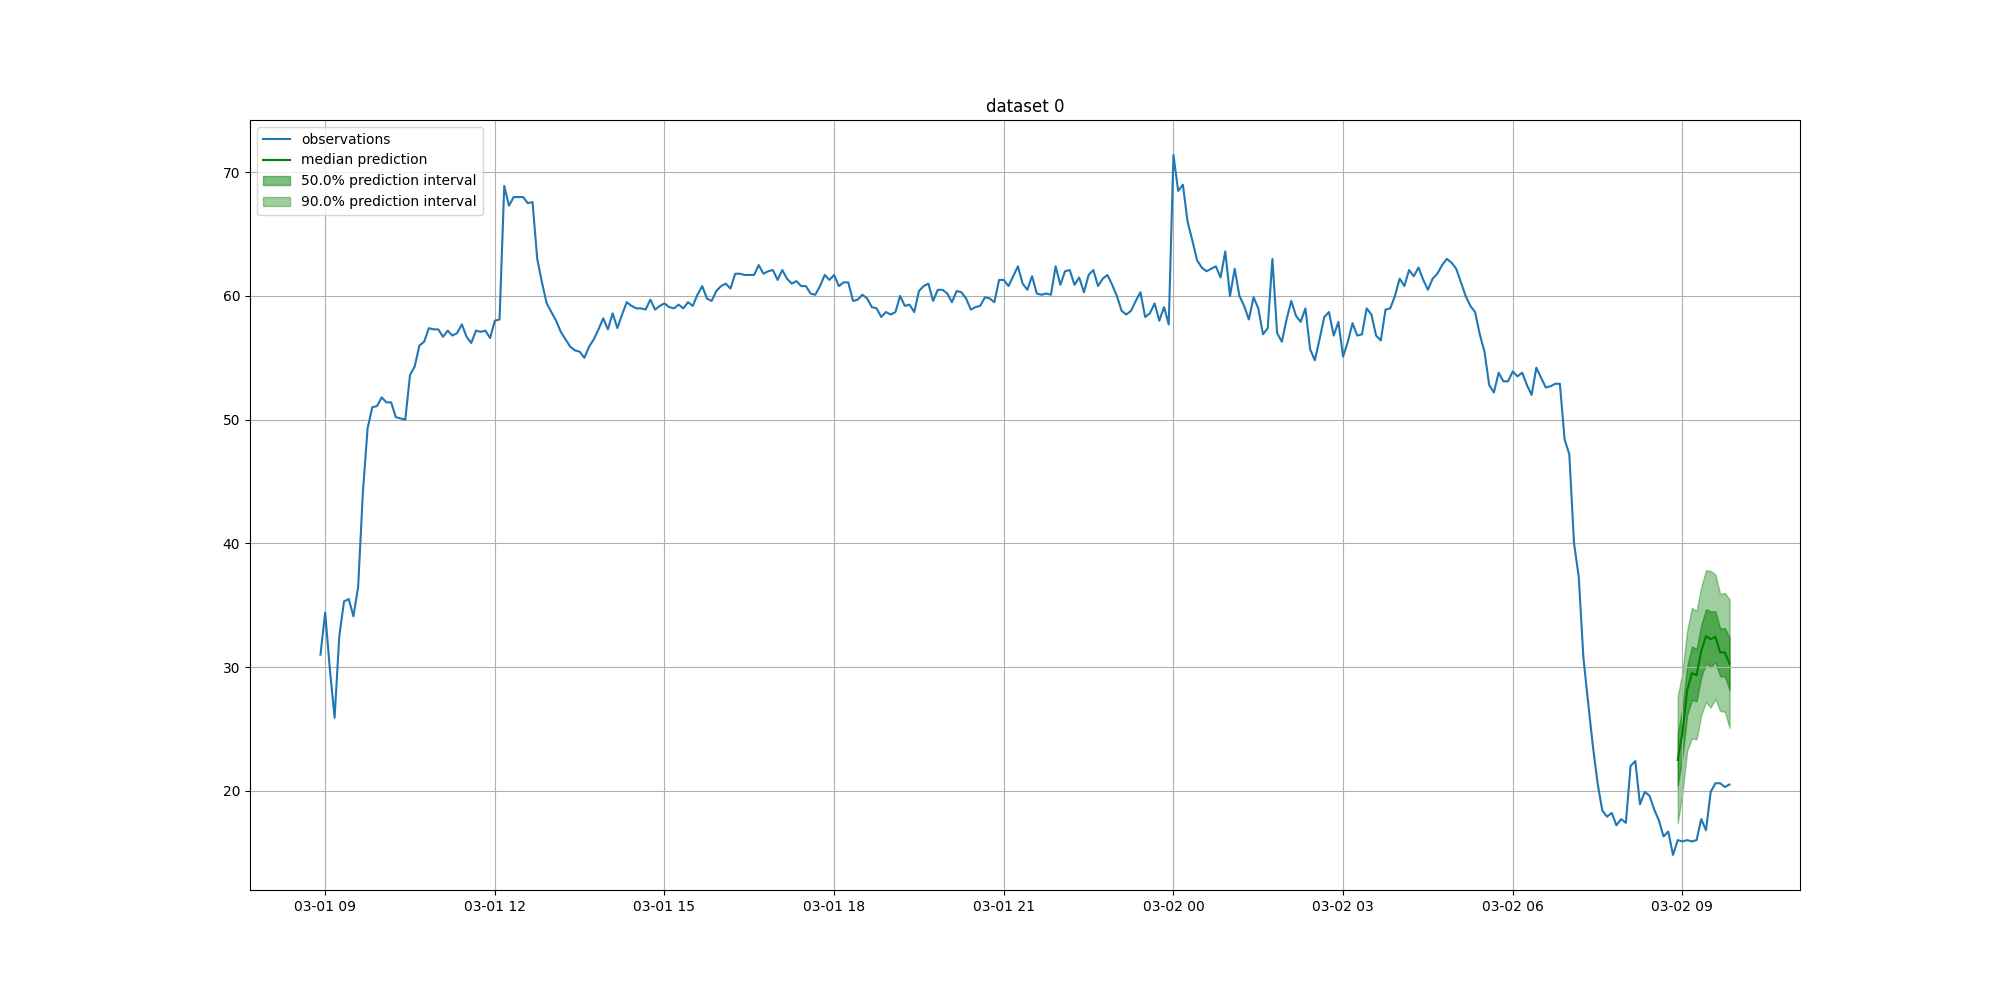 dataset 0
observations
median prediction
50.0% prediction interval
90.0% prediction interval
70
60
50
40
30
20
03-01 09 03-01 12 03-01 15 03-01 18 03-01 21 03-02 00 03-02 03 03-02 06 03-02 09